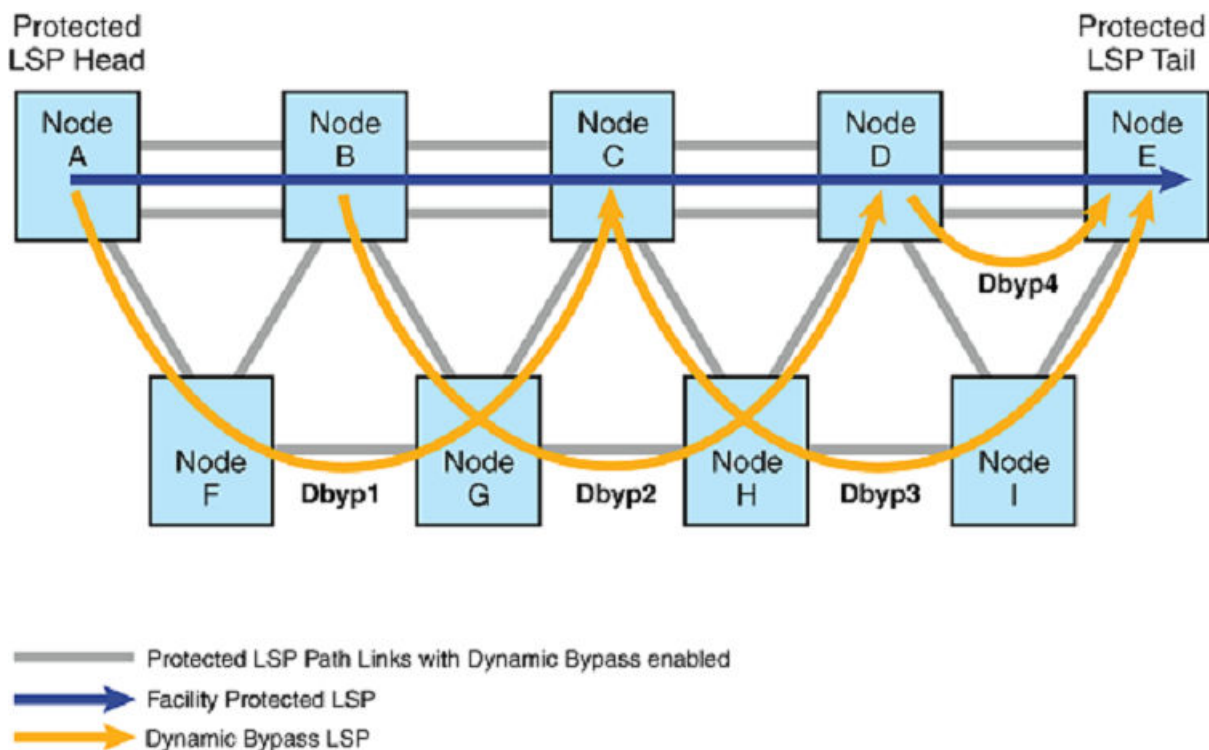 Protected
LSP Head
Protected
LSP Tail
Node
A
Node
B
Node
C
Node
D
Node
E
Dbyp4
Node
F
Dbyp1
Node
G
Dbyp2
Node
H
Dbyp3
Node
I
Protected LSP Path Links with Dynamic Bypass enabled
Facility Protected LSP
Dynamic Bypass LSP